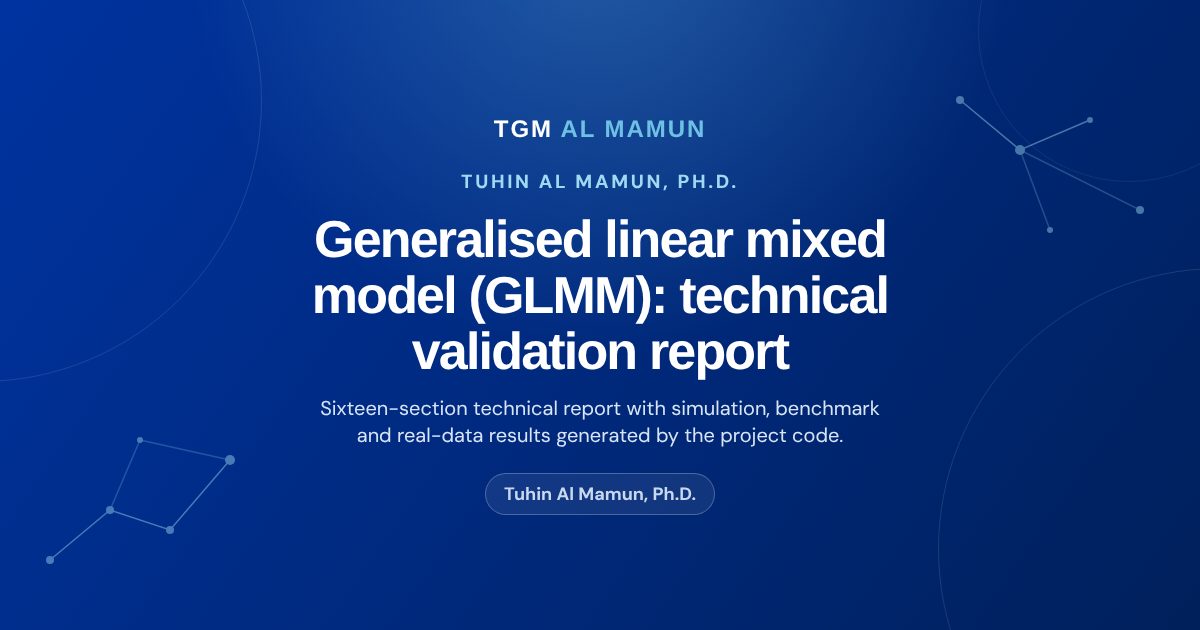 TGM AL MAMUN
TUHIN AL MAMUN, PH.D.
Generalised linear mixed
model (GLMM): technical
validation report
Sixteen-section technical report with simulation, benchmark
and real-data results generated by the project code.
Tuhin Al Mamun, Ph.D.